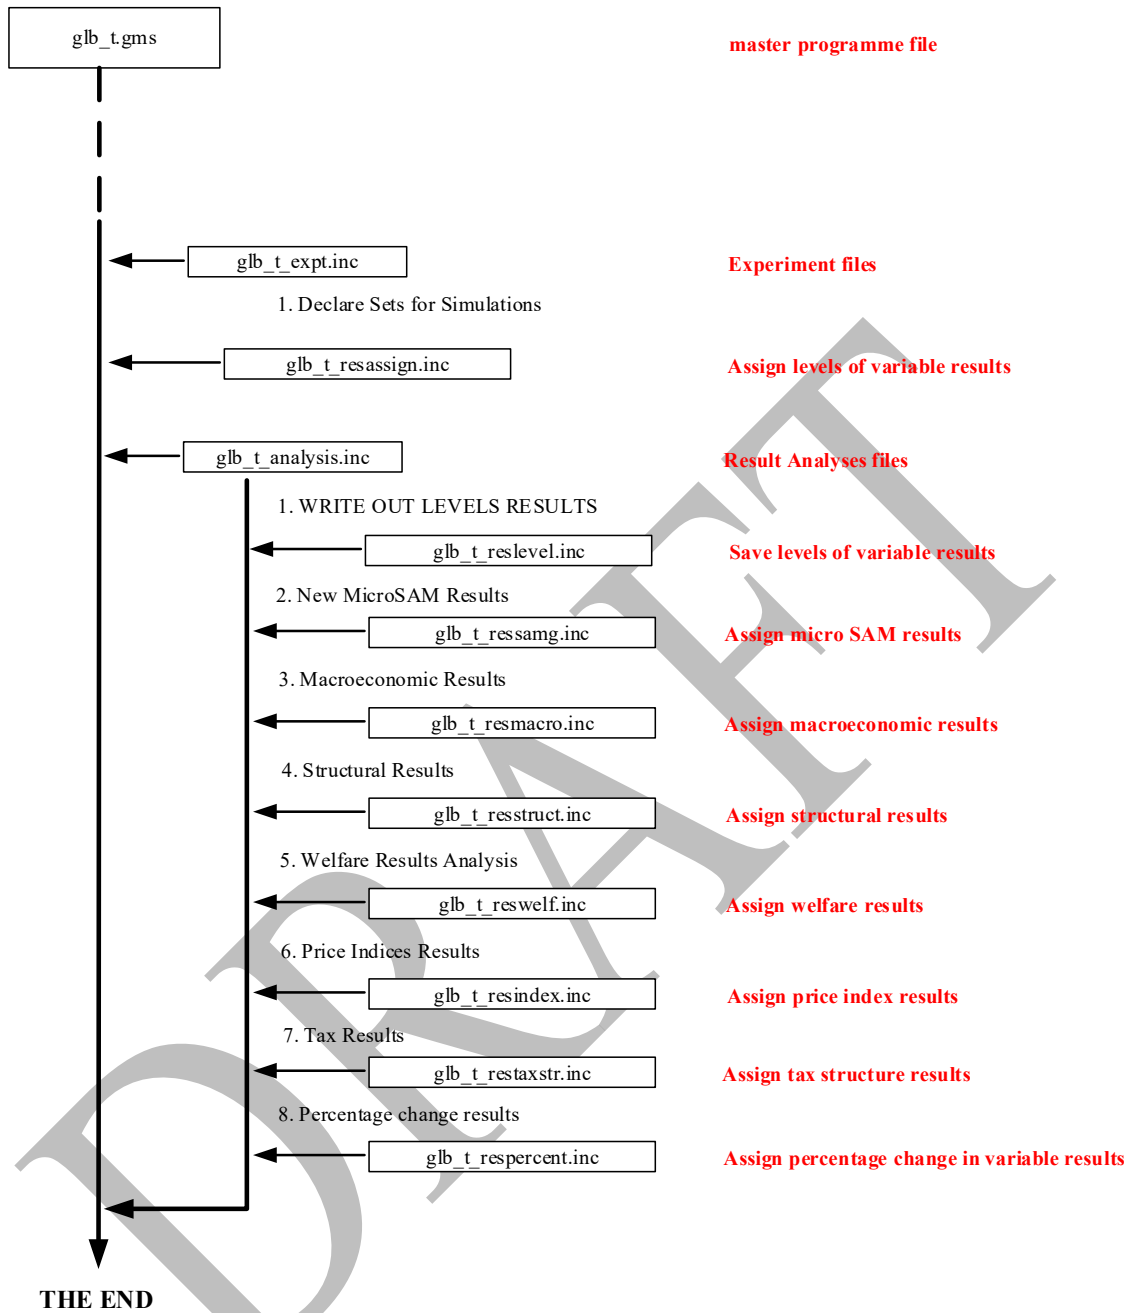 glb_t.gms
master programme file
glb_t_expt.inc
Experiment files
1. Declare Sets for Simulations
glb_t_resassign.inc
Assign levels of variable results
glb_t_analysis.inc
Result Analyses files
1. WRITE OUT LEVELS RESULTS
glb_t_reslevel.inc
Save levels of variable results
2. New MicroSAM Results
glb_t_ressamg.inc
Assign micro SAM results
3. Macroeconomic Results
glb_t_resmacro.inc
Assign macroeconomic results
4. Structural Results
glb_t_resstruct.inc
Assign structural results
5. Welfare Results Analysis
glb_t_reswelf.inc
Assign welfare results
6. Price Indices Results
glb_t_resindex.inc
Assign price index results
7. Tax Results
glb_t_restaxstr.inc
Assign tax structure results
8. Percentage change results
glb_t_respercent.inc
Assign percentage change in variable results
THE END
DRAFT